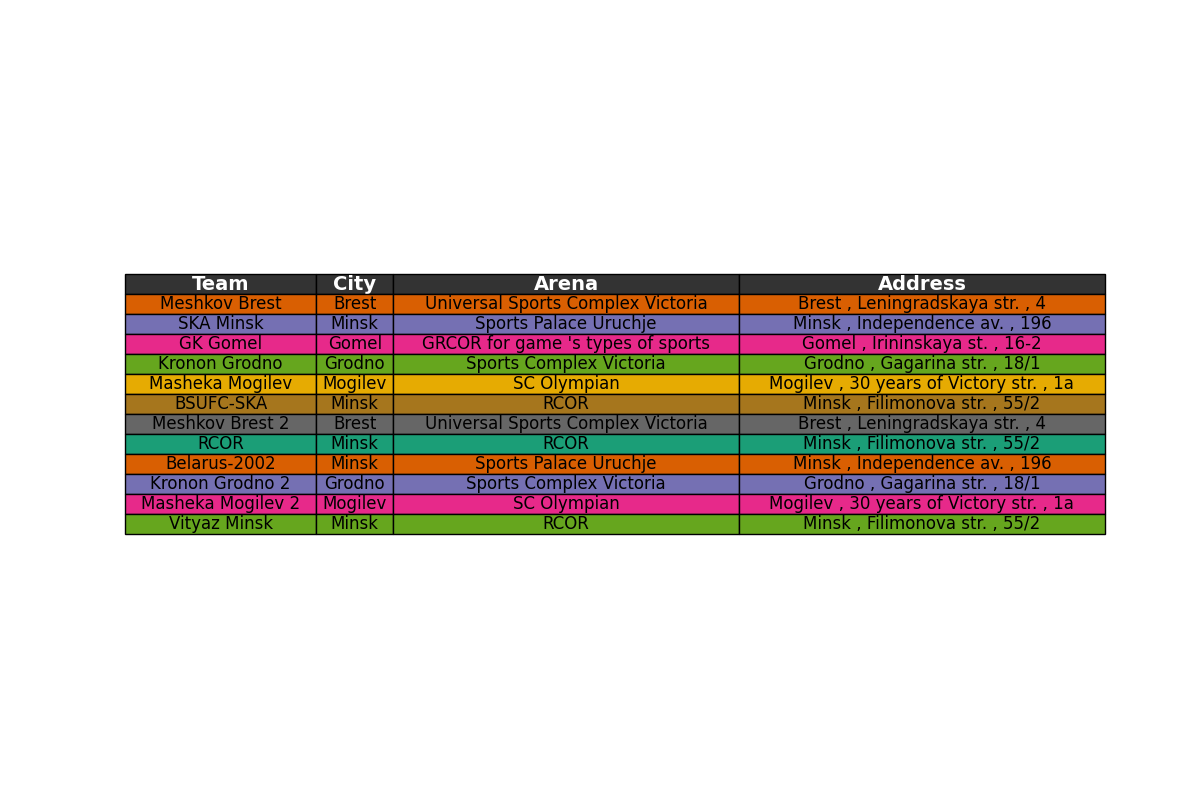 Team City Arena Address
Meshkov Brest Brest Universal Sports Complex Victoria Brest , Leningradskaya str. , 4
SKA Minsk Minsk Sports Palace Uruchje Minsk , Independence av. , 196
GK Gomel Gomel GRCOR for game 's types of sports Gomel , Irininskaya st. , 16-2
Kronon Grodno Grodno Sports Complex Victoria Grodno , Gagarina str. , 18/1
Masheka Mogilev Mogilev SC Olympian Mogilev , 30 years of Victory str. , 1a
BSUFC-SKA Minsk RCOR Minsk , Filimonova str. , 55/2
Meshkov Brest 2 Brest Universal Sports Complex Victoria Brest , Leningradskaya str. , 4
RCOR Minsk RCOR Minsk , Filimonova str. , 55/2
Belarus-2002 Minsk Sports Palace Uruchje Minsk , Independence av. , 196
Kronon Grodno 2 Grodno Sports Complex Victoria Grodno , Gagarina str. , 18/1
Masheka Mogilev 2 Mogilev SC Olympian Mogilev , 30 years of Victory str. , 1a
Vityaz Minsk Minsk RCOR Minsk , Filimonova str. , 55/2